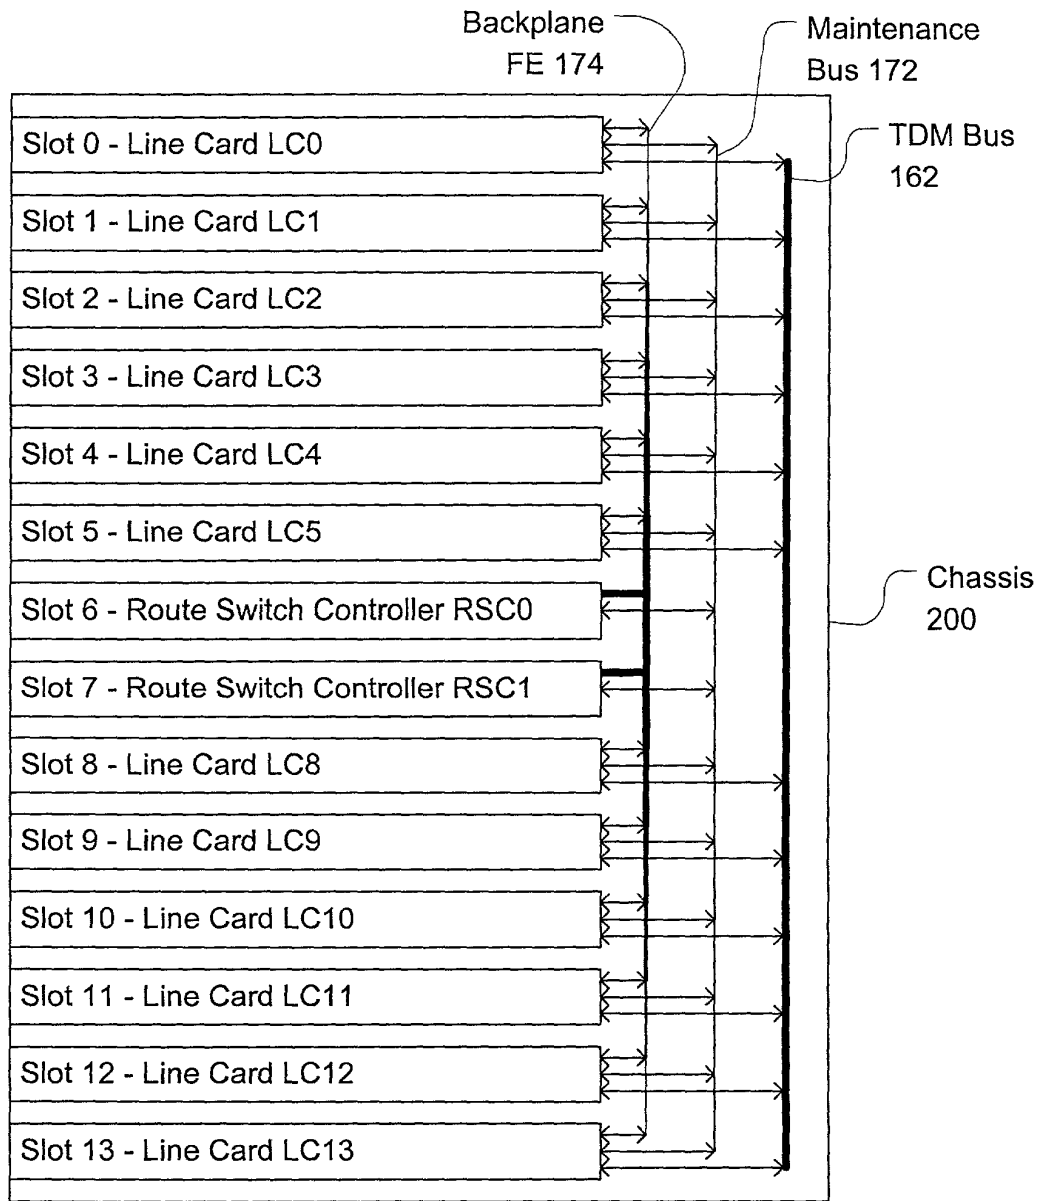 Backplane
FE 174
Maintenance
Bus 172
TDM Bus
162
Slot 0 - Line Card LC0
Slot 1 - Line Card LC1
Slot 2 - Line Card LC2
Slot 3 - Line Card LC3
Slot 4 - Line Card LC4
Slot 5 - Line Card LC5
Slot 6 - Route Switch Controller RSC0
Chassis
200
Slot 7 - Route Switch Controller RSC1
Slot 8 - Line Card LC8
Slot 9 - Line Card LC9
Slot 10 - Line Card LC10
Slot 11 - Line Card LC11
Slot 12 - Line Card LC12
Slot 13 - Line Card LC13